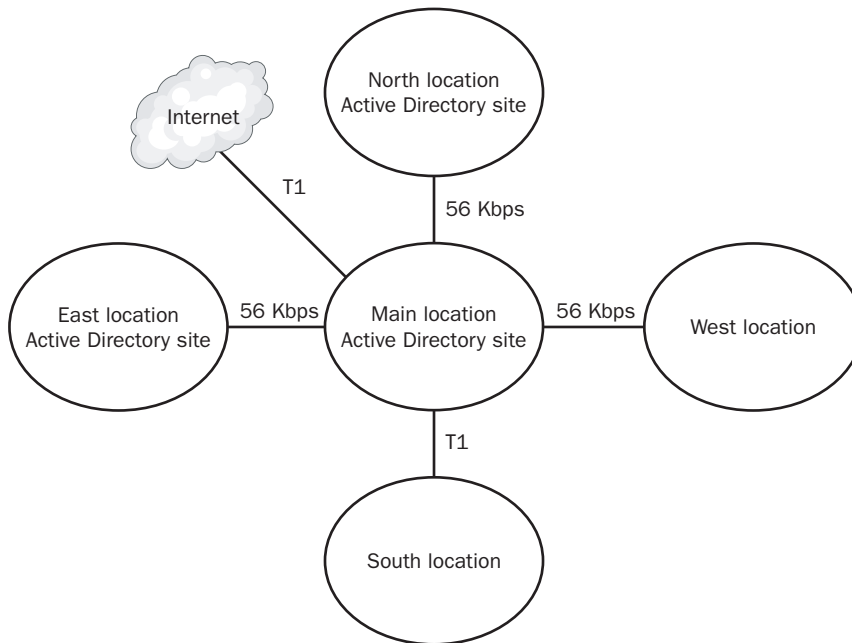 North location
Active Directory site
Internet
T1
56 Kbps
East location
Active Directory site
56 Kbps
Main location
Active Directory site
56 Kbps
West location
T1
South location